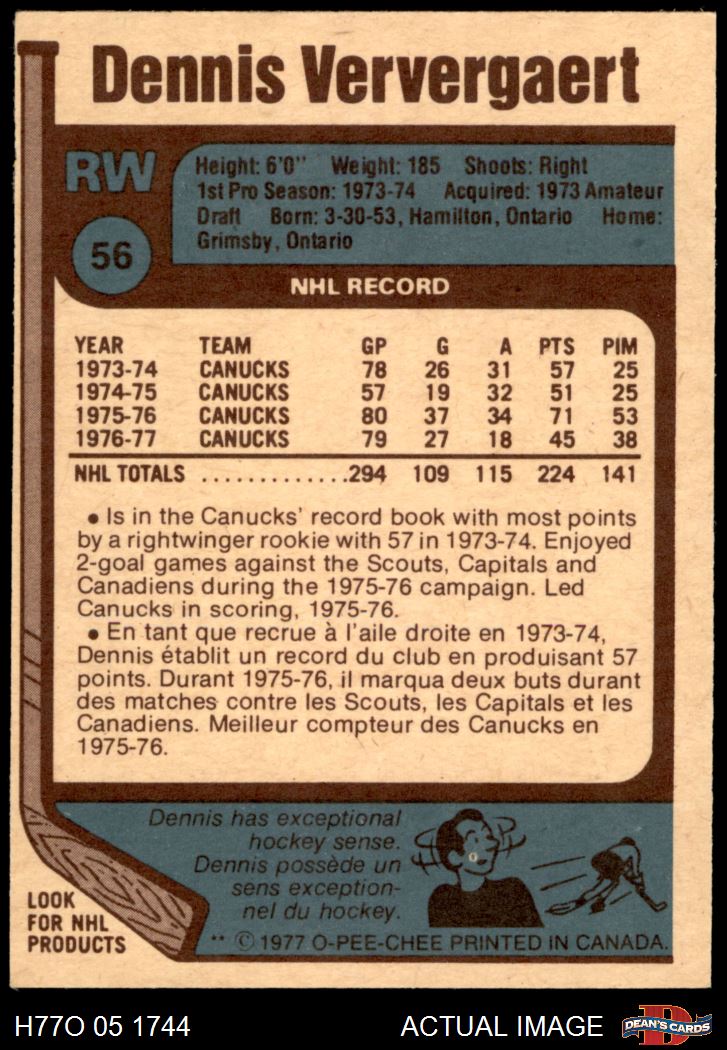 Dennis Ververgaert
RW
56
Height: 6'0" Weight: 185 Shoots: Right
1st Pro Season: 1973-74 Acquired: 1973 Amateur
Draft Born: 3-30-53, Hamilton, Ontario Home:
Grimsby, Ontario
NHL RECORD
YEAR TEAM GP G A PTS PIM
1973-74 CANUCKS 78 26 31 57 25
1974-75 CANUCKS 57 19 32 51 25
1975-76 CANUCKS 80 37 34 71 53
1976-77 CANUCKS 79 27 18 45 38
NHL TOTALS .............294 109 115 224 141
• Is in the Canucks' record book with most points
by a rightwinger rookie with 57 in 1973-74. Enjoyed
2-goal games against the Scouts, Capitals and
Canadiens during the 1975-76 campaign. Led
Canucks in scoring, 1975-76.
• En tant que recrue à l'aile droite en 1973-74,
Dennis établit un record du club en produisant 57
points. Durant 1975-76, il marqua deux buts durant
des matches contre les Scouts, les Capitals et les
Canadiens. Meilleur compteur des Canucks en
1975-76.
Dennis has exceptional
hockey sense.
Dennis possède un
sens exception-
nel du hockey.
LOOK
FOR NHL
PRODUCTS
** © 1977 O-PEE-CHEE PRINTED IN CANADA.
H77O 05 1744
ACTUAL IMAGE
D
DEAN'S CARDS